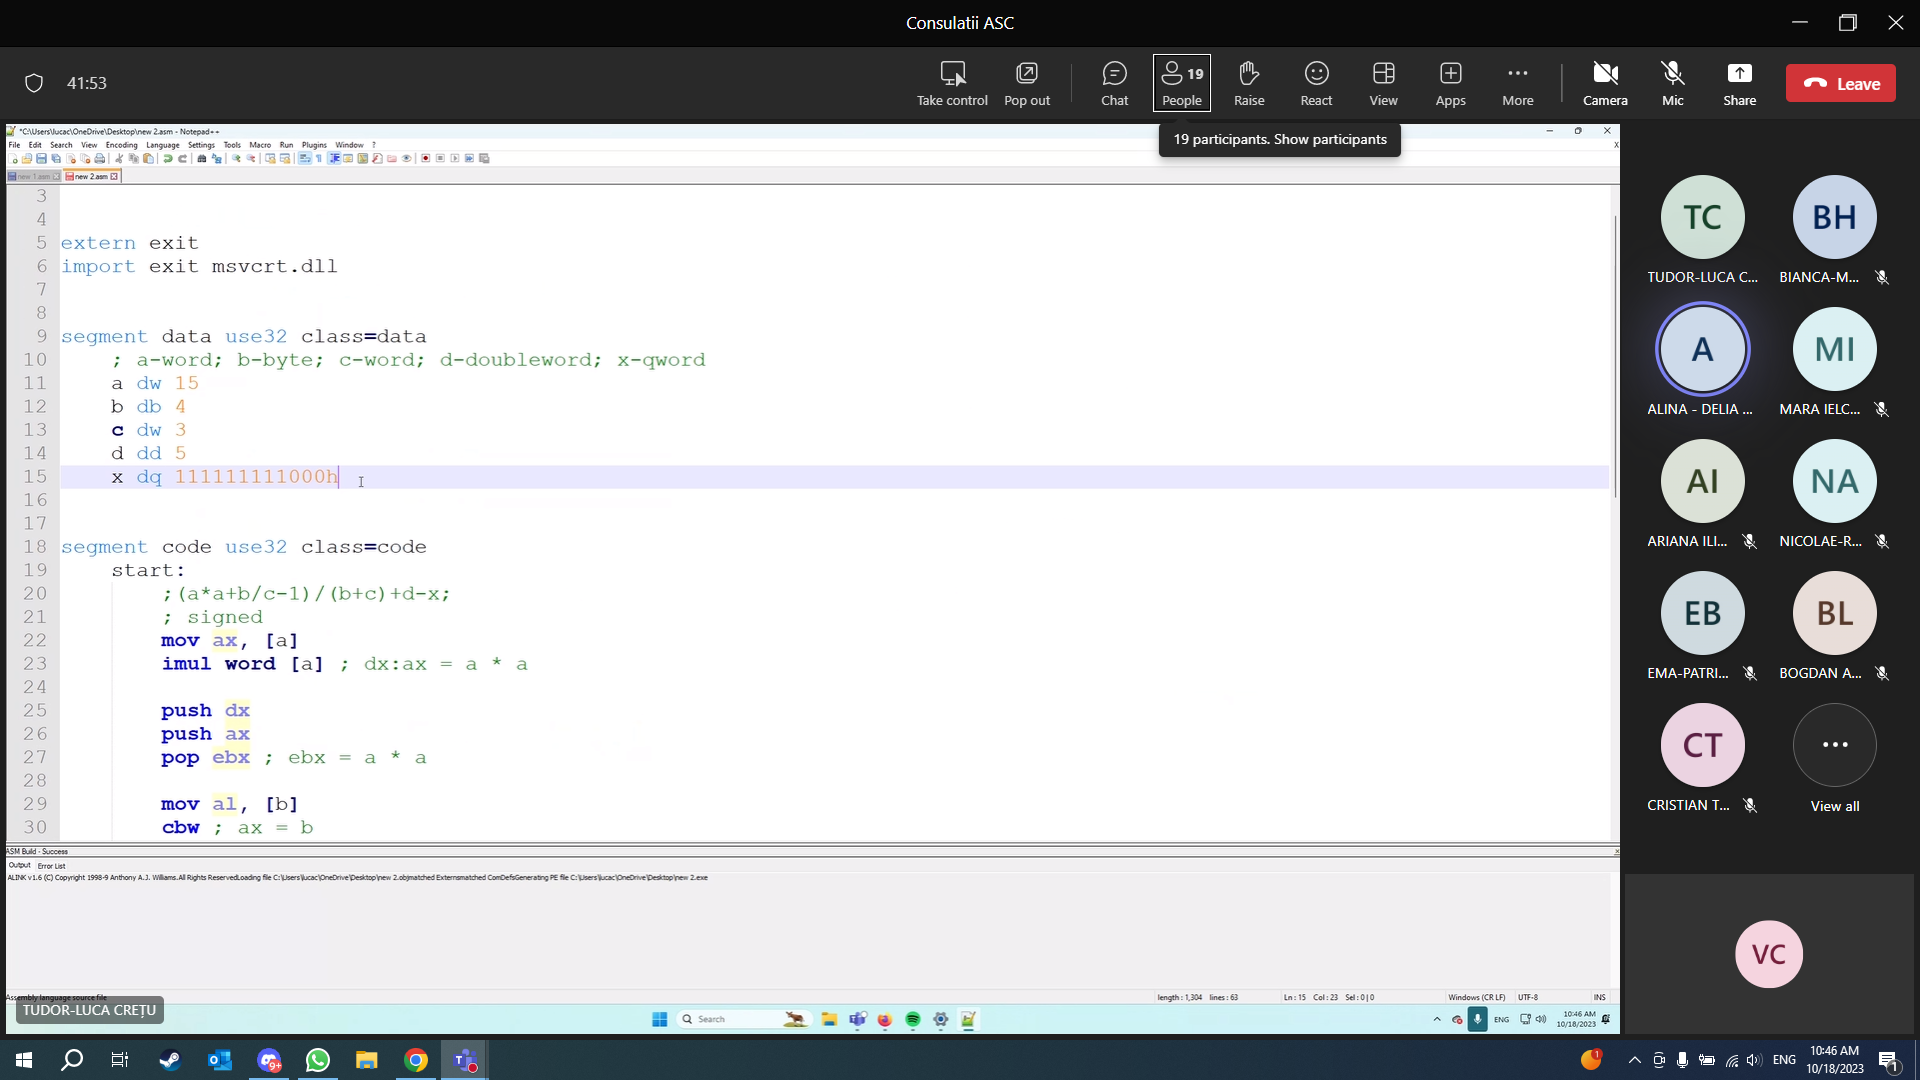 Consulatii ASC
41:53
Take control
Pop out
Chat
19
People
Raise
React
View
Apps
More
Camera
Mic
Share
Leave
19 participants. Show participants
*C:\Users\lucac\OneDrive\Desktop\new 2.asm - Notepad++
File Edit Search View Encoding Language Settings Tools Macro Run Plugins Window ?
new 1.asm new 2.asm
3
4
5 extern exit
6 import exit msvcrt.dll
7
8
9 segment data use32 class=data
10 ; a-word; b-byte; c-word; d-doubleword; x-qword
11 a dw 15
12 b db 4
13 c dw 3
14 d dd 5
15 x dq 111111111000h
16
17
18 segment code use32 class=code
19 start:
20 ;(a*a+b/c-1)/(b+c)+d-x;
21 ; signed
22 mov ax, [a]
23 imul word [a] ; dx:ax = a * a
24
25 push dx
26 push ax
27 pop ebx ; ebx = a * a
28
29 mov al, [b]
30 cbw ; ax = b
ASM Build - Success
Output Error List
ALINK v1.6 (C) Copyright 1998-9 Anthony A.J. Williams.All Rights ReservedLoading file C:\Users\lucac\OneDrive\Desktop\new 2.objmatched Externsmatched ComDefsGenerating PE file C:\Users\lucac\OneDrive\Desktop\new 2.exe
Assembly language source file
length : 1,304 lines : 63
Ln : 15 Col : 23 Sel : 0 | 0
Windows (CR LF)
UTF-8
INS
TUDOR-LUCA CREȚU
Search
ENG
10:46 AM
10/18/2023
TC
TUDOR-LUCA C...
BH
BIANCA-M...
A
ALINA - DELIA ...
MI
MARA IELC...
AI
ARIANA ILI...
NA
NICOLAE-R...
EB
EMA-PATRI...
BL
BOGDAN A...
CT
CRISTIAN T...
View all
VC
9+
1
ENG
10:46 AM
10/18/2023
1